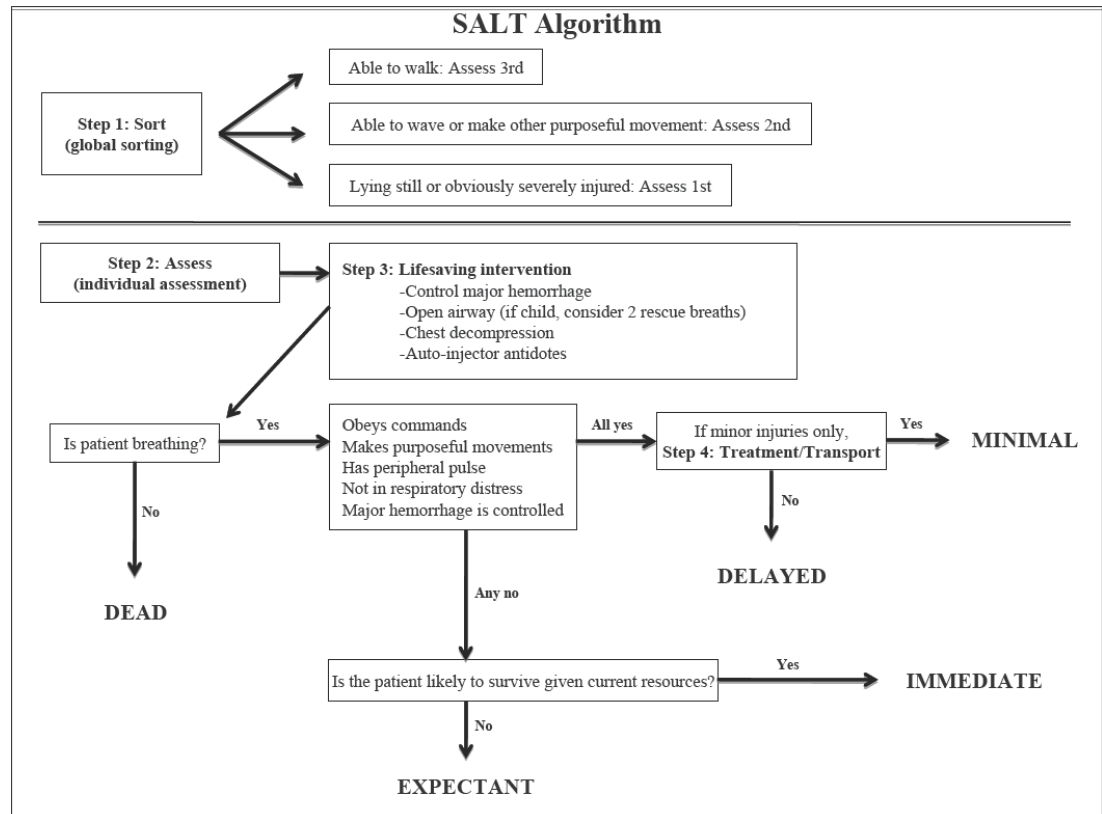 SALT Algorithm
Able to walk: Assess 3rd
Step 1: Sort
(global sorting)
Able to wave or make other purposeful movement: Assess 2nd
Lying still or obviously severely injured: Assess 1st
Step 2: Assess
(individual assessment)
Step 3: Lifesaving intervention
-Control major hemorrhage
-Open airway (if child, consider 2 rescue breaths)
-Chest decompression
-Auto-injector antidotes
Is patient breathing?
Yes
Obeys commands
Makes purposeful movements
Has peripheral pulse
Not in respiratory distress
Major hemorrhage is controlled
All yes
If minor injuries only,
Step 4: Treatment/Transport
Yes
MINIMAL
No
DEAD
No
DELAYED
Any no
Is the patient likely to survive given current resources?
Yes
IMMEDIATE
No
EXPECTANT